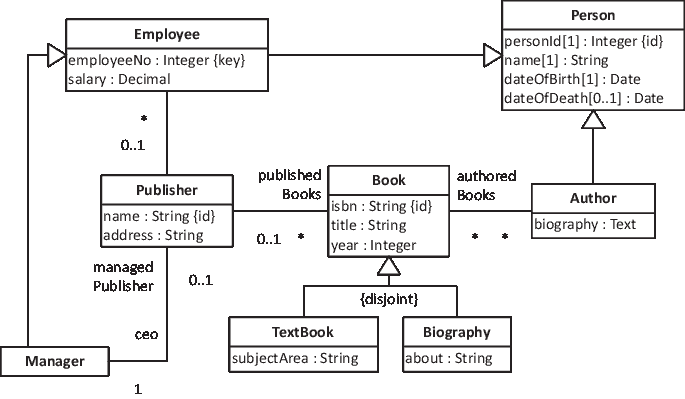 Employee
employeeNo : Integer {key}
salary : Decimal
Person
personId[1] : Integer {id}
name[1] : String
dateOfBirth[1] : Date
dateOfDeath[0..1] : Date
*
0..1
Publisher
name : String {id}
address : String
published
Books
0..1
*
Book
isbn : String {id}
title : String
year : Integer
authored
Books
*
*
Author
biography : Text
managed
Publisher
0..1
{disjoint}
ceo
TextBook
subjectArea : String
Biography
about : String
Manager
1